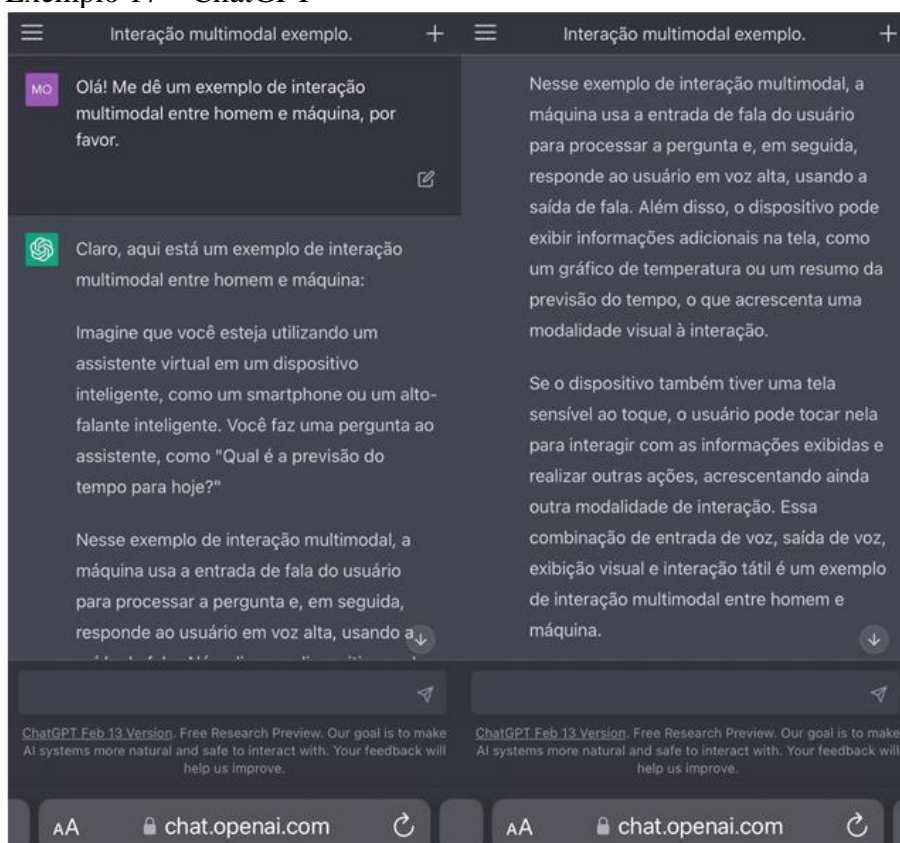 Exemplo 17 – ChatGPT
Interação multimodal exemplo.
MO
Olá! Me dê um exemplo de interação
multimodal entre homem e máquina, por
favor.
Claro, aqui está um exemplo de interação
multimodal entre homem e máquina:
Imagine que você esteja utilizando um
assistente virtual em um dispositivo
inteligente, como um smartphone ou um alto-
falante inteligente. Você faz uma pergunta ao
assistente, como "Qual é a previsão do
tempo para hoje?"
Nesse exemplo de interação multimodal, a
máquina usa a entrada de fala do usuário
para processar a pergunta e, em seguida,
responde ao usuário em voz alta, usando a
ChatGPT Feb 13 Version. Free Research Preview. Our goal is to make
AI systems more natural and safe to interact with. Your feedback will
help us improve.
AA chat.openai.com
Interação multimodal exemplo.
Nesse exemplo de interação multimodal, a
máquina usa a entrada de fala do usuário
para processar a pergunta e, em seguida,
responde ao usuário em voz alta, usando a
saída de fala. Além disso, o dispositivo pode
exibir informações adicionais na tela, como
um gráfico de temperatura ou um resumo da
previsão do tempo, o que acrescenta uma
modalidade visual à interação.
Se o dispositivo também tiver uma tela
sensível ao toque, o usuário pode tocar nela
para interagir com as informações exibidas e
realizar outras ações, acrescentando ainda
outra modalidade de interação. Essa
combinação de entrada de voz, saída de voz,
exibição visual e interação tátil é um exemplo
de interação multimodal entre homem e
máquina.
ChatGPT Feb 13 Version. Free Research Preview. Our goal is to make
AI systems more natural and safe to interact with. Your feedback will
help us improve.
AA chat.openai.com